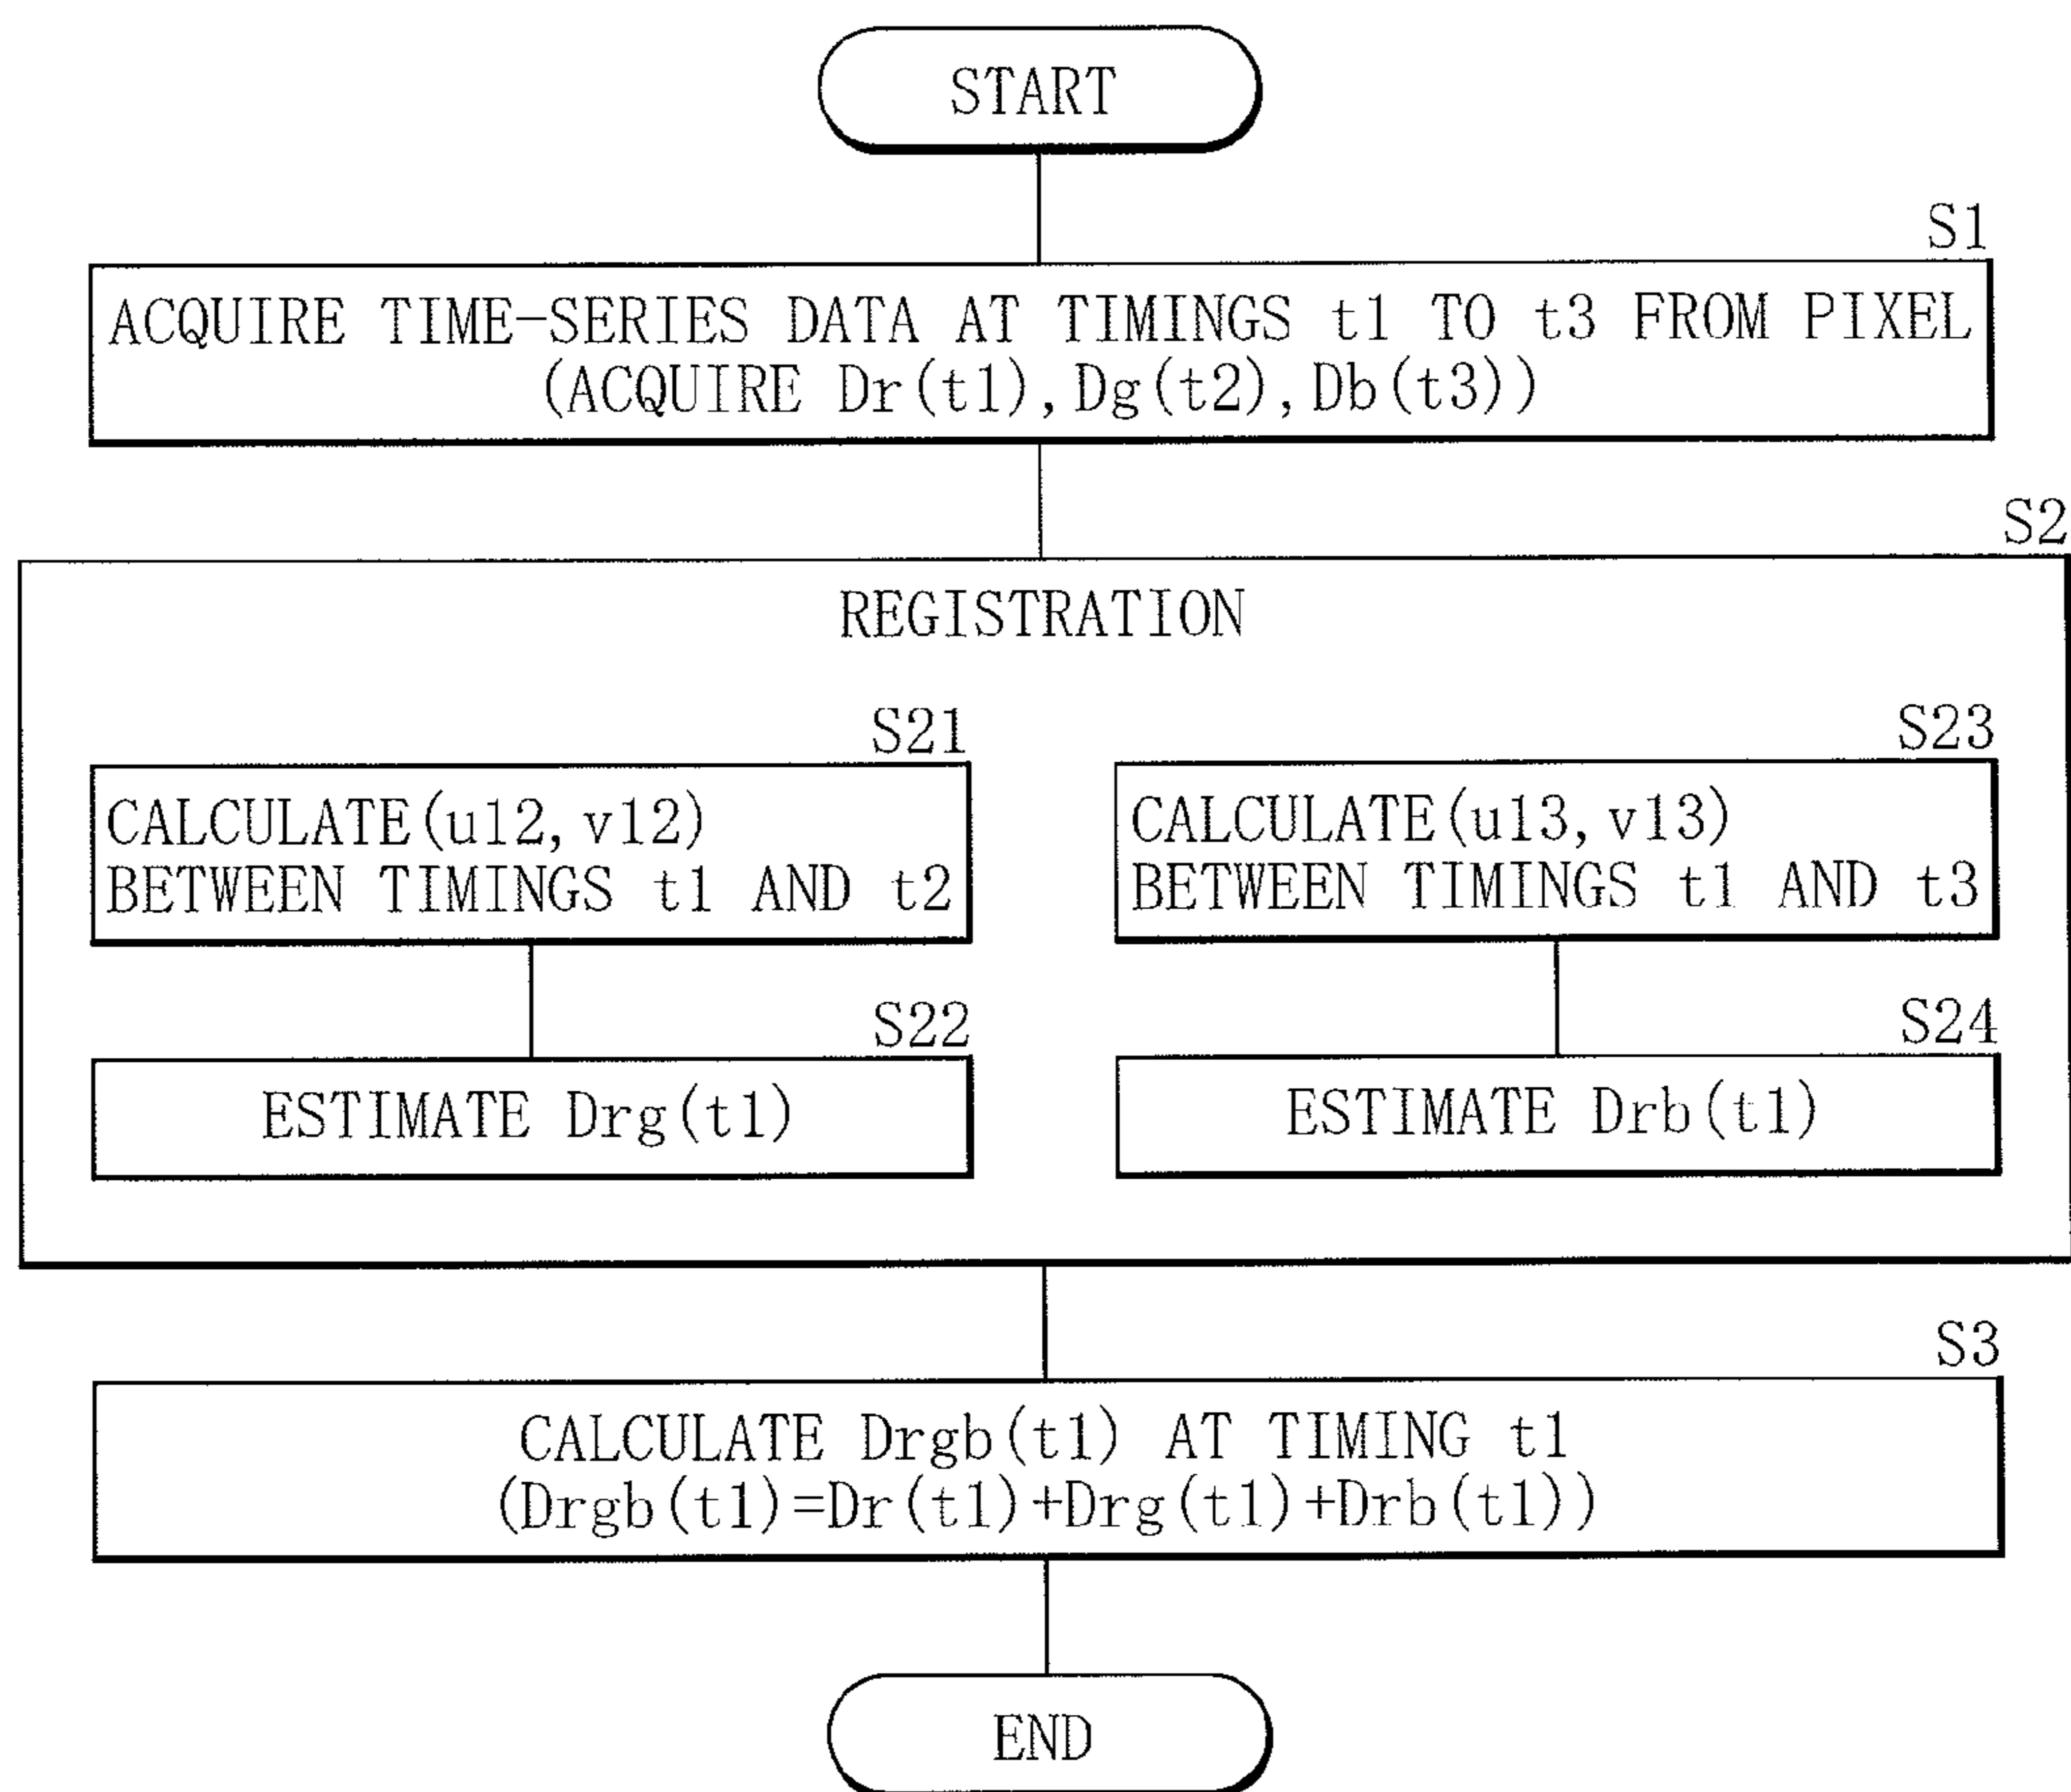 START
S1
ACQUIRE TIME-SERIES DATA AT TIMINGS t1 TO t3 FROM PIXEL
(ACQUIRE Dr(t1),Dg(t2),Db(t3))
S2
REGISTRATION
S21
CALCULATE(u12,v12)
BETWEEN TIMINGS t1 AND t2
S22
ESTIMATE Drg(t1)
S23
CALCULATE(u13,v13)
BETWEEN TIMINGS t1 AND t3
S24
ESTIMATE Drb(t1)
S3
CALCULATE Drgb(t1) AT TIMING t1
(Drgb(t1)=Dr(t1)+Drg(t1)+Drb(t1))
END